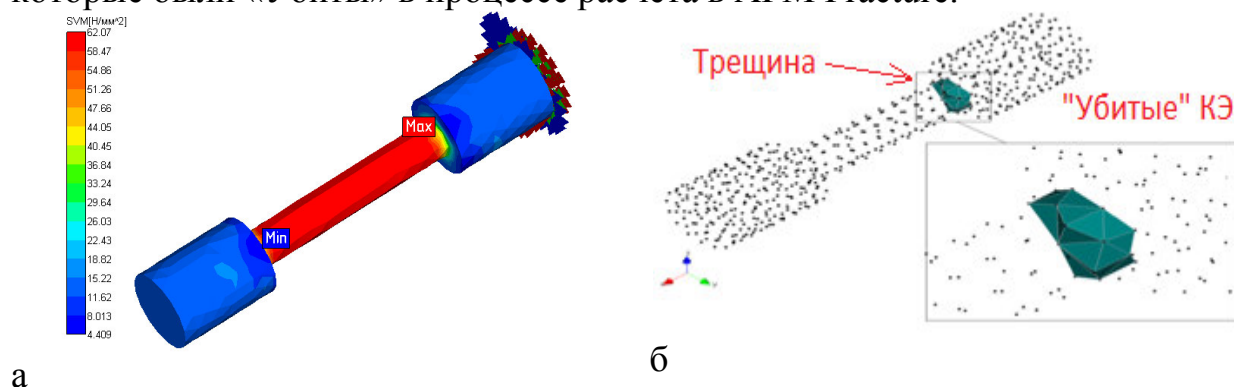 которые были «Убиты» в процессе расчета в APM Fracture.
SVM[Н/мм^2]
62.07
58.47
54.86
51.26
47.66
44.05
40.45
36.84
33.24
29.64
26.03
22.43
18.82
15.22
11.62
8.013
4.409
Max
Min
а
Трещина
"Убитые" КЭ
б